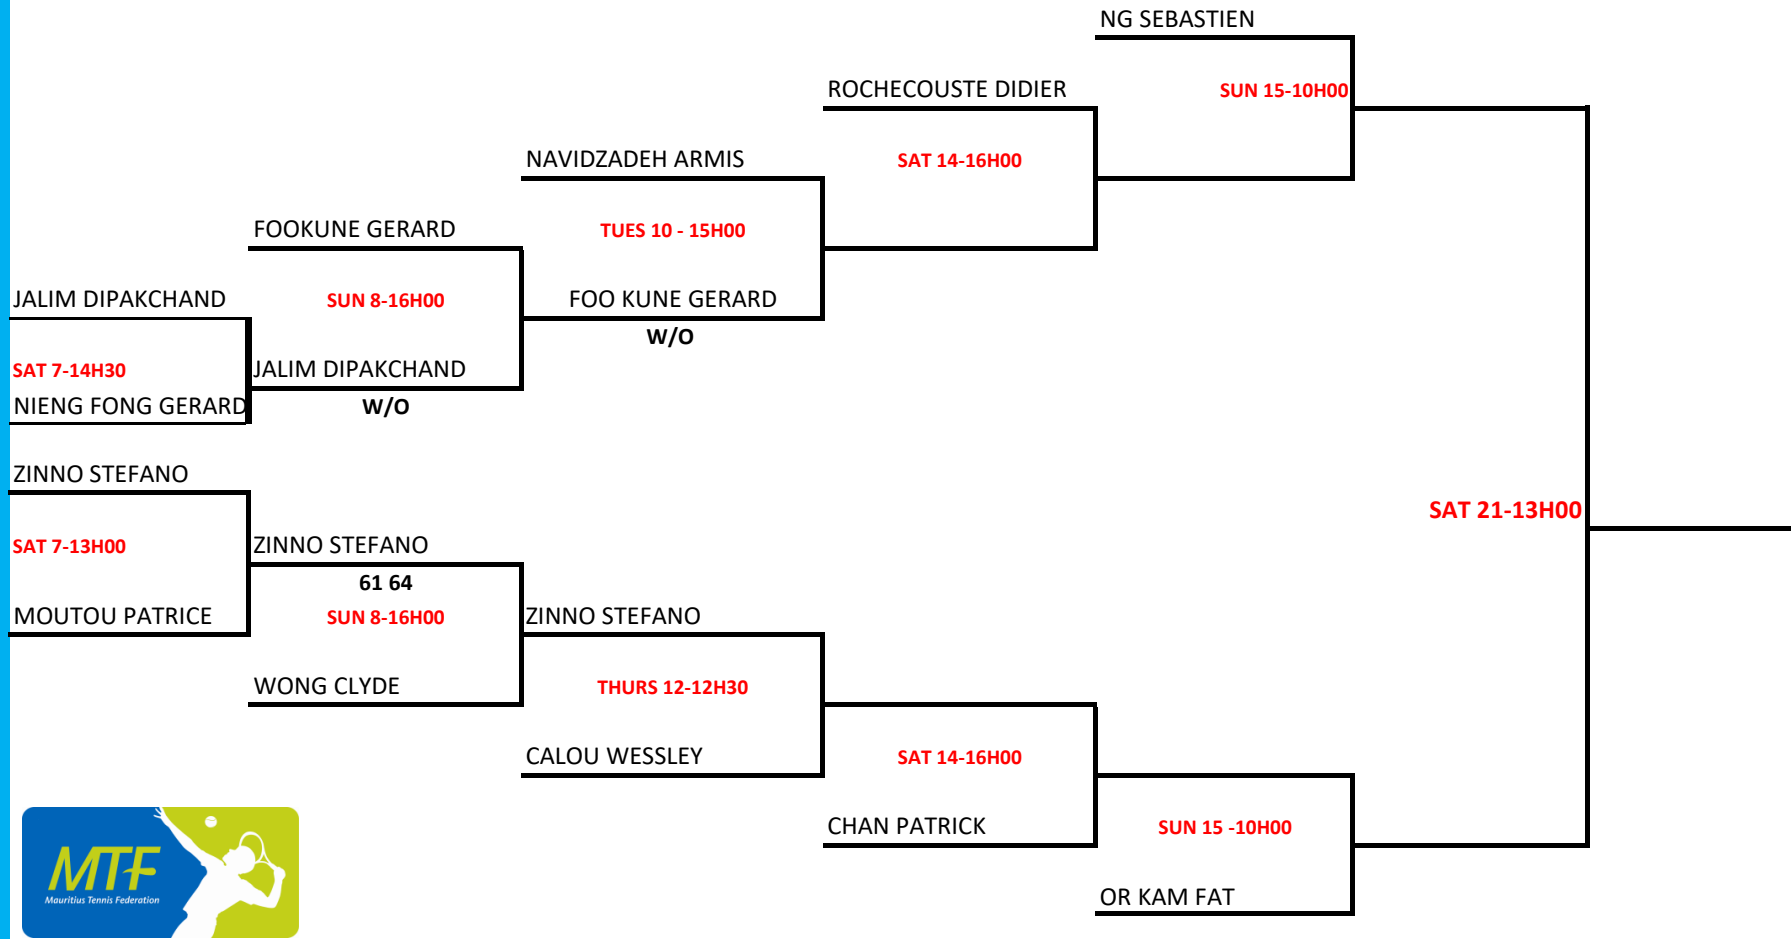 NG SEBASTIEN
ROCHECOUSTE DIDIER
SUN 15-10H00
NAVIDZADEH ARMIS
SAT 14-16H00
FOOKUNE GERARD
TUES 10 - 15H00
JALIM DIPAKCHAND
SUN 8-16H00
FOO KUNE GERARD
W/O
SAT 7-14H30
JALIM DIPAKCHAND
NIENG FONG GERARD
W/O
ZINNO STEFANO
SAT 21-13H00
SAT 7-13H00
ZINNO STEFANO
61 64
MOUTOU PATRICE
SUN 8-16H00
ZINNO STEFANO
WONG CLYDE
THURS 12-12H30
CALOU WESSLEY
SAT 14-16H00
CHAN PATRICK
SUN 15 -10H00
MTF
Mauritius Tennis Federation
OR KAM FAT